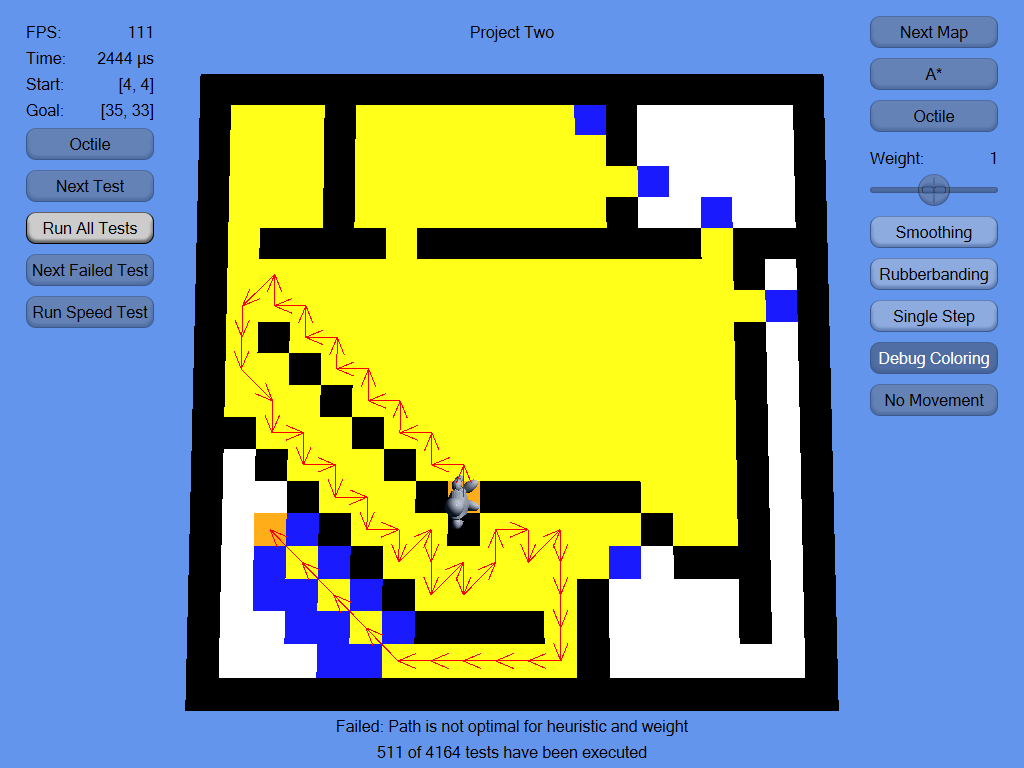 FPS: 111
Time: 2444 µs
Start: [4, 4]
Goal: [35, 33]
Octile
Next Test
Run All Tests
Next Failed Test
Run Speed Test
Project Two
Next Map
A*
Octile
Weight: 1
Smoothing
Rubberbanding
Single Step
Debug Coloring
No Movement
Failed: Path is not optimal for heuristic and weight
511 of 4164 tests have been executed